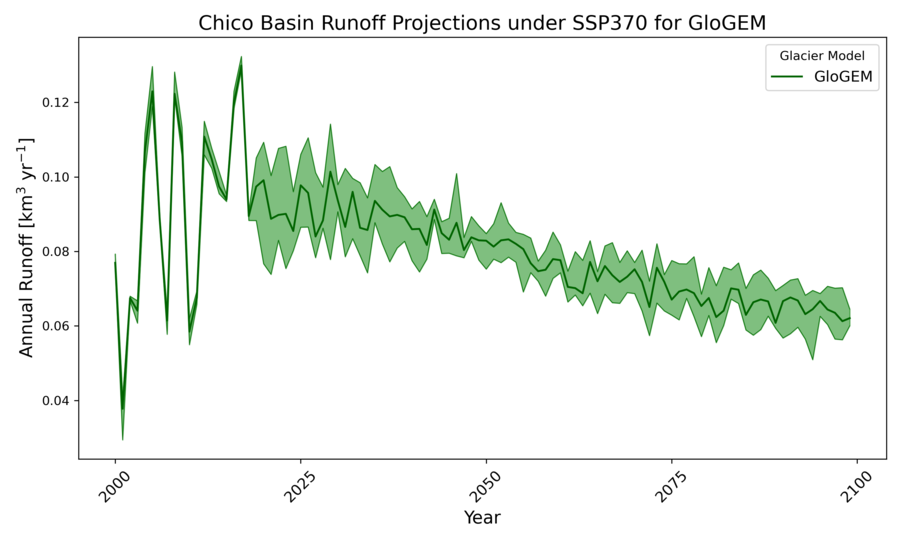 Chico Basin Runoff Projections under SSP370 for GloGEM
Glacier Model
GloGEM
Annual Runoff [km³ yr⁻¹]
0.12
0.10
0.08
0.06
0.04
2000
2025
2050
2075
2100
Year